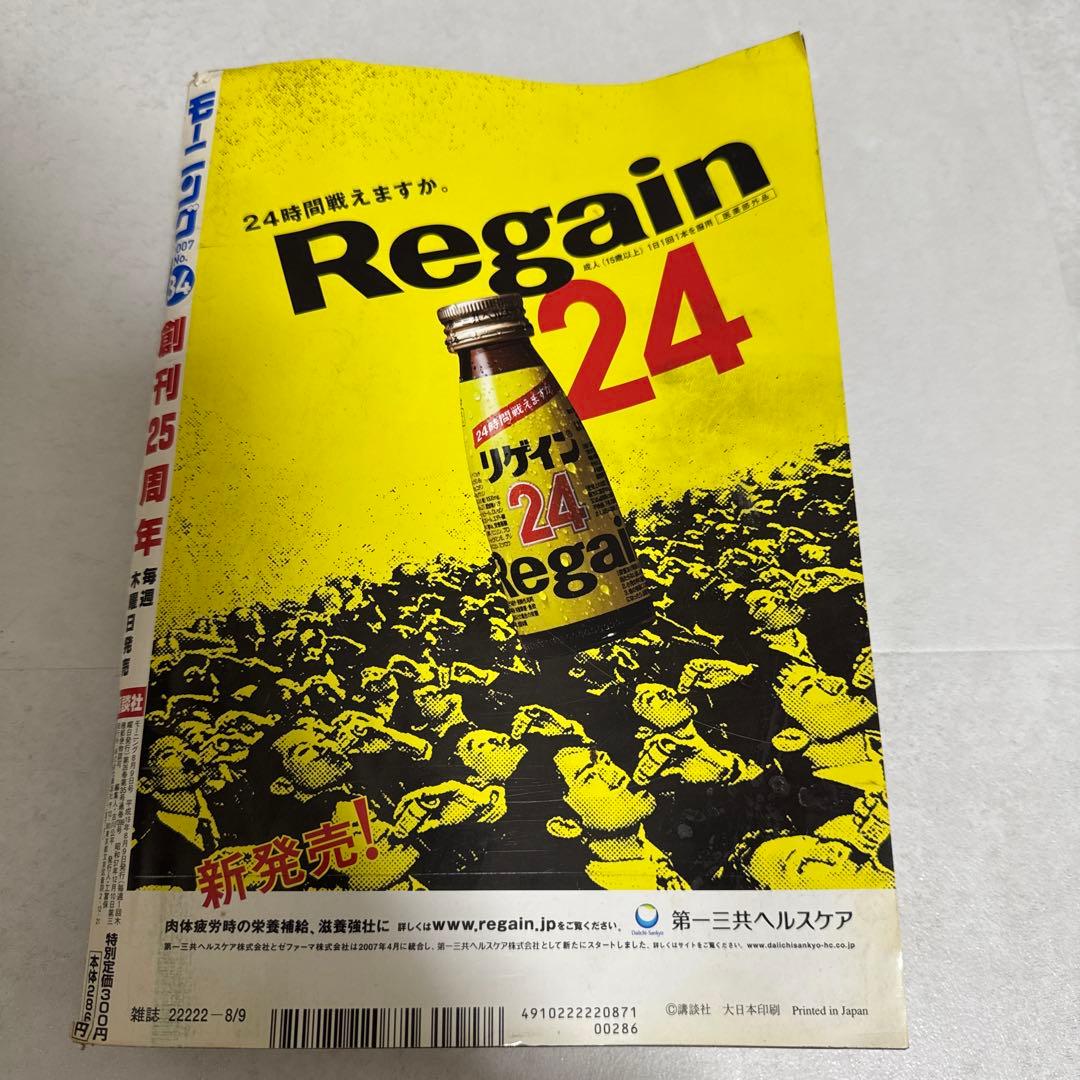 モーニング
2007
No.
34
創刊25周年
毎週
木曜日発売
講談社
特別定価300円
本体286円
24時間戦えますか。
Regain
成人(15歳以上)1日1回1本を服用
医薬部外品
24
24時間戦えますか
リゲイン
24
Regai
新発売!
肉体疲労時の栄養補給、滋養強壮に 詳しくはwww.regain.jpをご覧ください。
Daiichi-Sankyo
第一三共ヘルスケア
第一三共ヘルスケア株式会社とゼファーマ株式会社は2007年4月に統合し、第一三共ヘルスケア株式会社として新たにスタートしました。詳しくはサイトをご覧ください。 www.daiichisankyo-hc.co.jp
雑誌 22222-8/9
4910222220871
00286
©講談社 大日本印刷 Printed in Japan